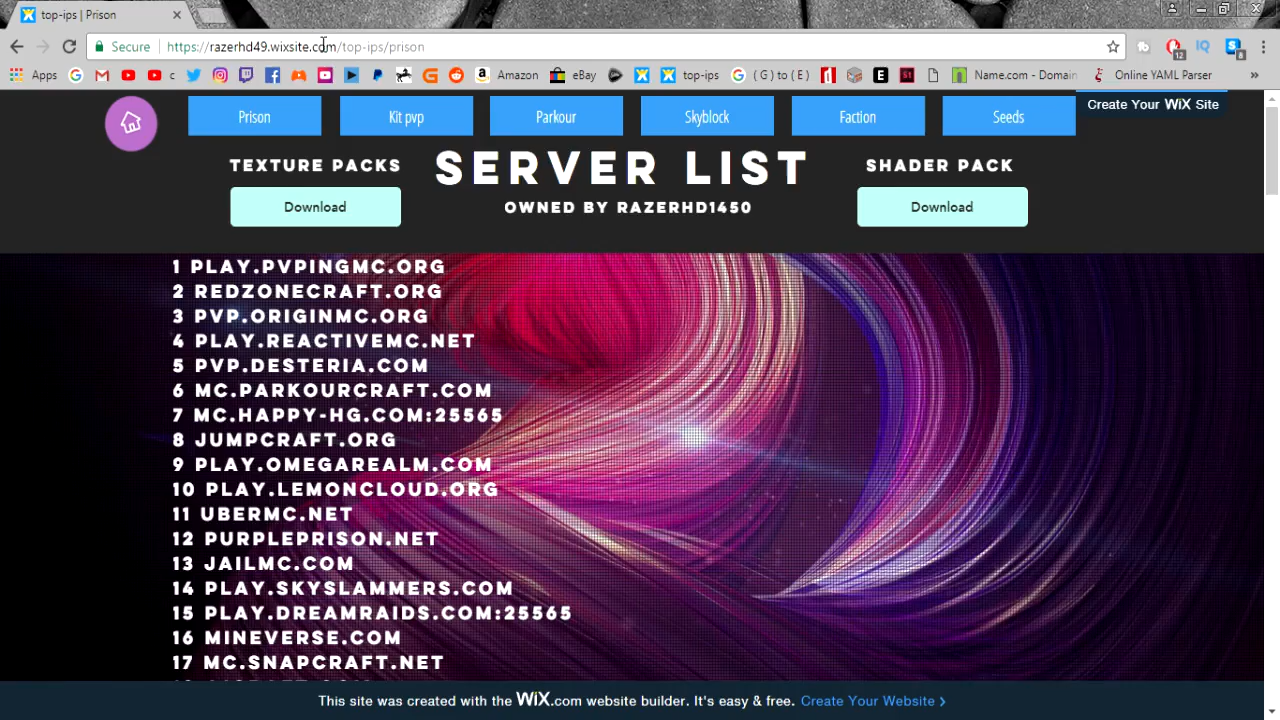 top-ips | Prison
Secure
https://razerhd49.wixsite.com/top-ips/prison
12
8
Apps
c
Amazon
eBay
top-ips
( G ) to ( E )
Name.com - Domain
Online YAML Parser
Prison
Kit pvp
Parkour
Skyblock
Faction
Seeds
Create Your WiX Site
TEXTURE PACKS
SERVER LIST
SHADER PACK
Download
OWNED BY RAZERHD1450
Download
1 PLAY.PVPINGMC.ORG
2 REDZONECRAFT.ORG
3 PVP.ORIGINMC.ORG
4 PLAY.REACTIVEMC.NET
5 PVP.DESTERIA.COM
6 MC.PARKOURCRAFT.COM
7 MC.HAPPY-HG.COM:25565
8 JUMPCRAFT.ORG
9 PLAY.OMEGAREALM.COM
10 PLAY.LEMONCLOUD.ORG
11 UBERMC.NET
12 PURPLEPRISON.NET
13 JAILMC.COM
14 PLAY.SKYSLAMMERS.COM
15 PLAY.DREAMRAIDS.COM:25565
16 MINEVERSE.COM
17 MC.SNAPCRAFT.NET
This site was created with the WiX.com website builder. It's easy & free. Create Your Website >